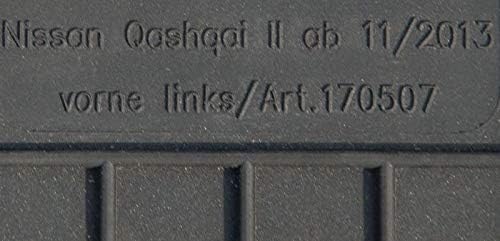 Nissan Qashqai II ab 11/2013
vorne links/Art.170507